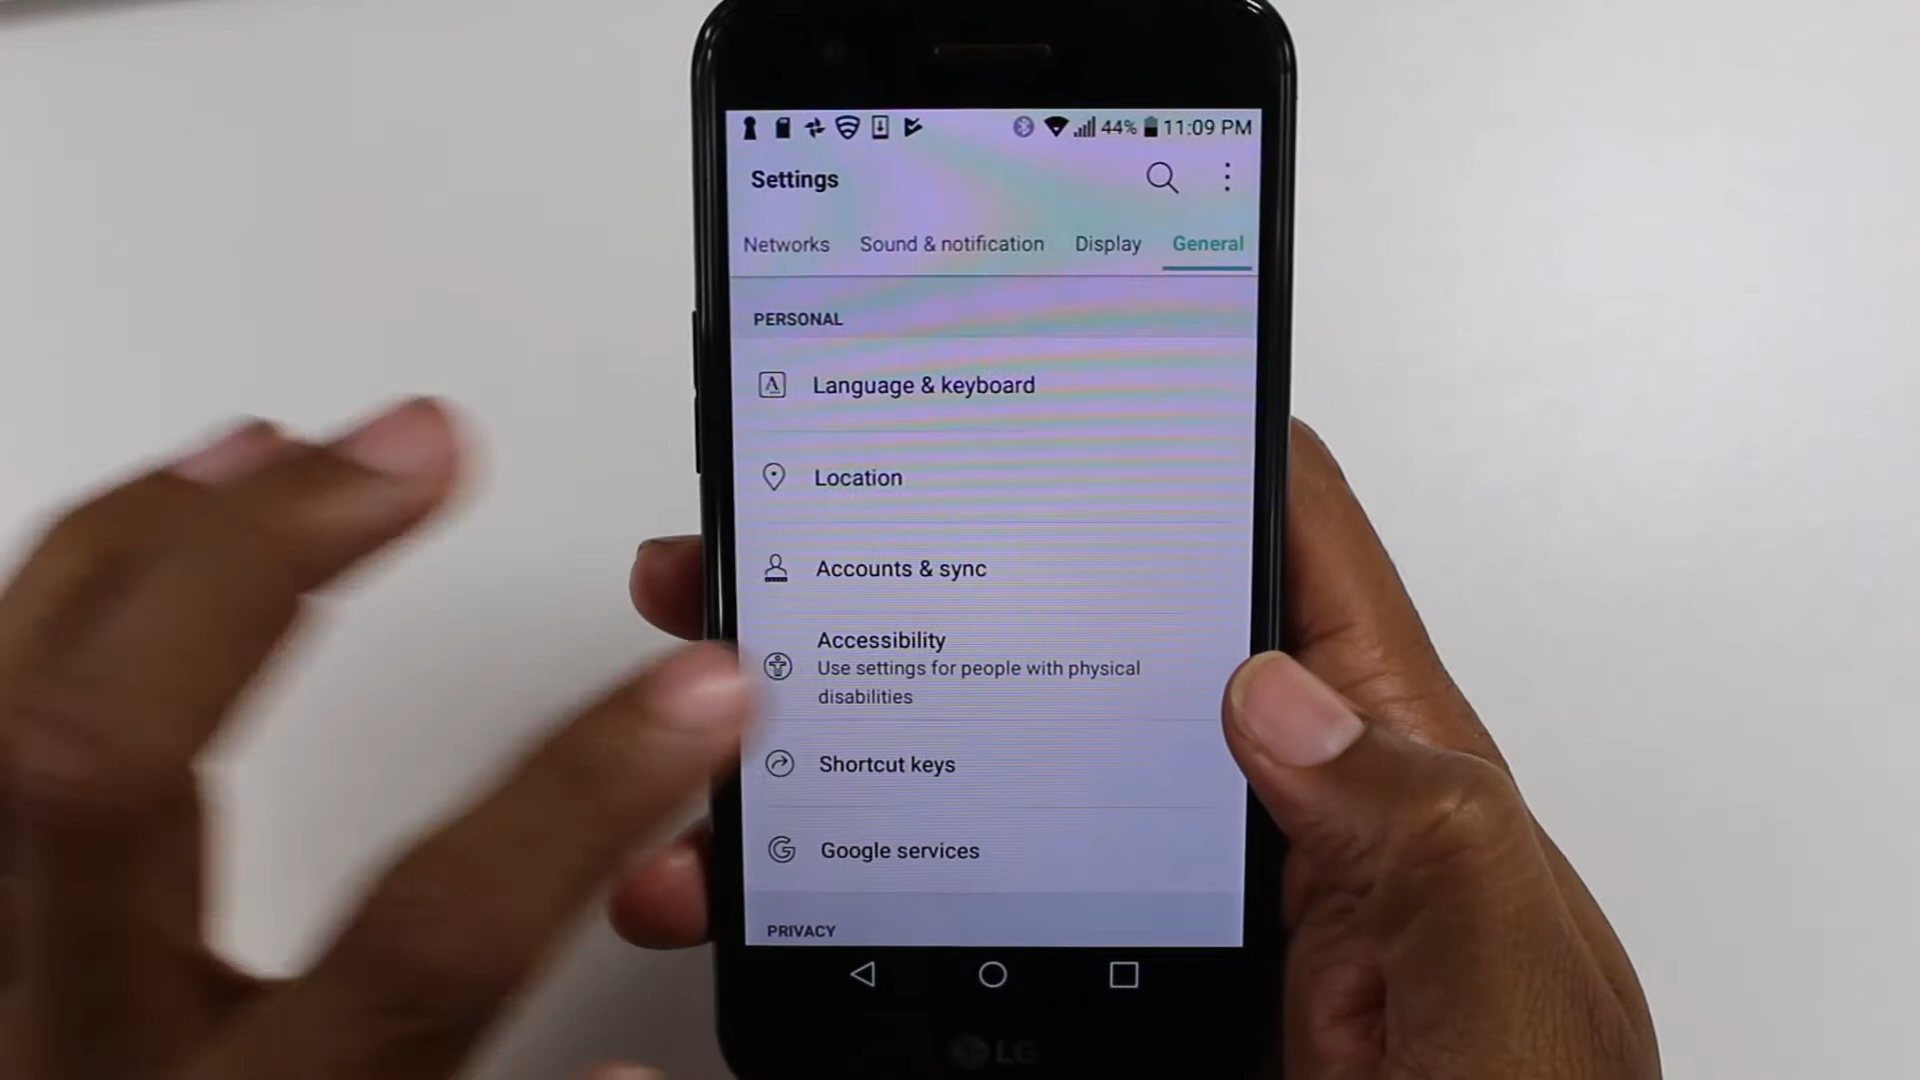 44% 11:09 PM
Settings
Networks Sound & notification Display General
PERSONAL
Language & keyboard
Location
Accounts & sync
Accessibility
Use settings for people with physical
disabilities
Shortcut keys
Google services
PRIVACY
LG